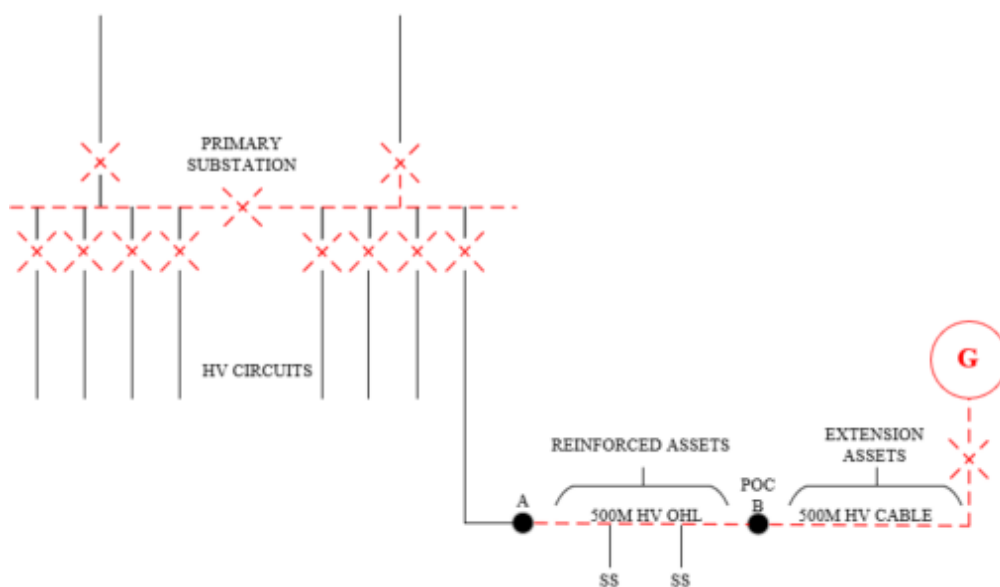 PRIMARY
SUBSTATION
HV CIRCUITS
G
REINFORCED ASSETS
EXTENSION
ASSETS
A
POC
B
500M HV OHL
500M HV CABLE
SS
SS